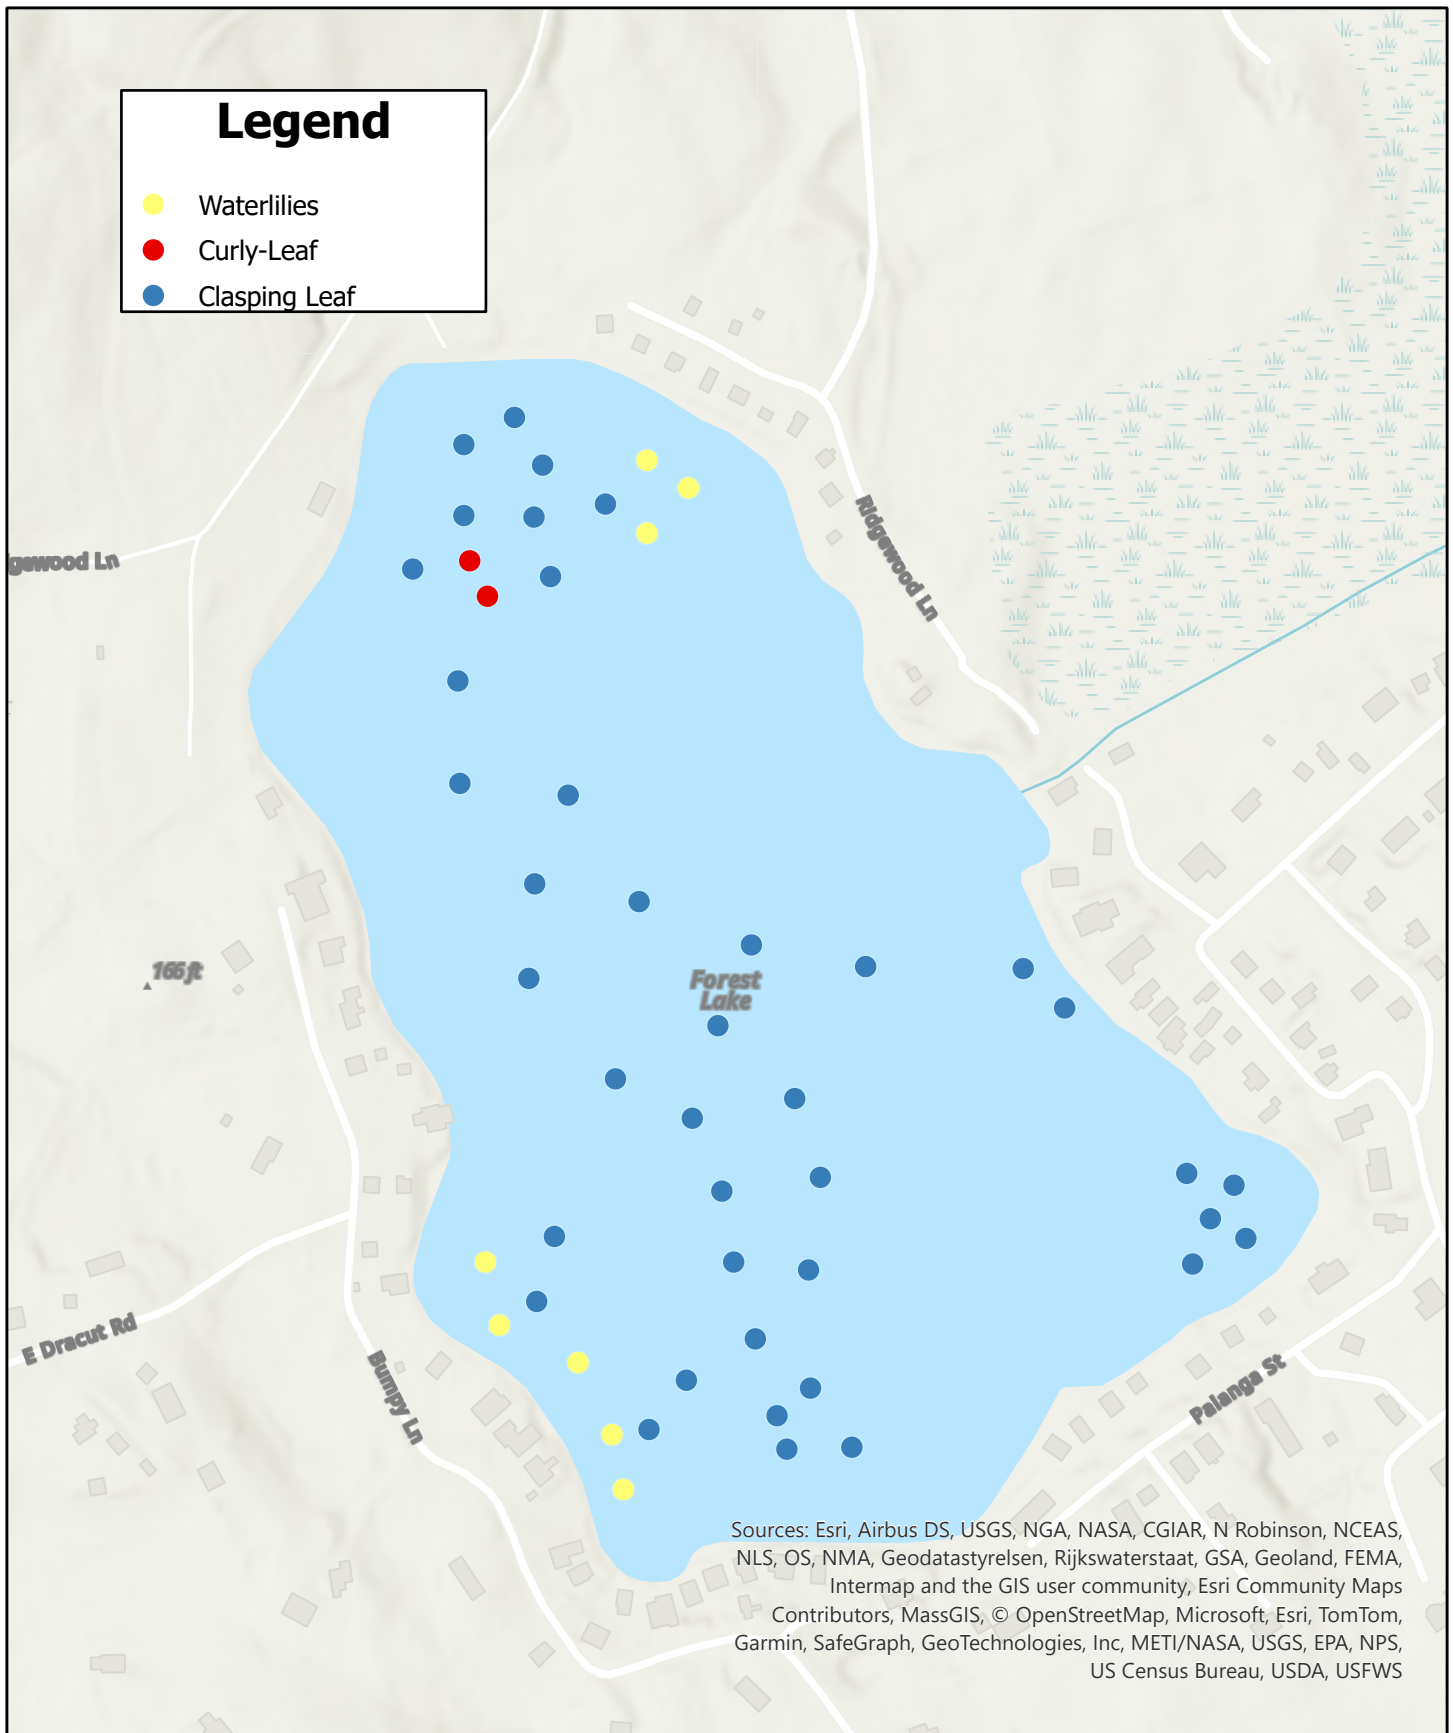 Legend
Waterlilies
Curly-Leaf
Clasping Leaf
Ridgewood Ln
gewood Ln
166 ft
Forest
Lake
E Dracut Rd
Bumpy Ln
Palanga St
Sources: Esri, Airbus DS, USGS, NGA, NASA, CGIAR, N Robinson, NCEAS,
NLS, OS, NMA, Geodatastyrelsen, Rijkswaterstaat, GSA, Geoland, FEMA,
Intermap and the GIS user community, Esri Community Maps
Contributors, MassGIS, © OpenStreetMap, Microsoft, Esri, TomTom,
Garmin, SafeGraph, GeoTechnologies, Inc, METI/NASA, USGS, EPA, NPS,
US Census Bureau, USDA, USFWS